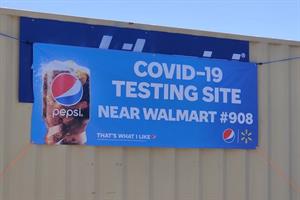 COVID-19
TESTING SITE
NEAR WALMART #908
pepsi
THAT'S WHAT I LIKE